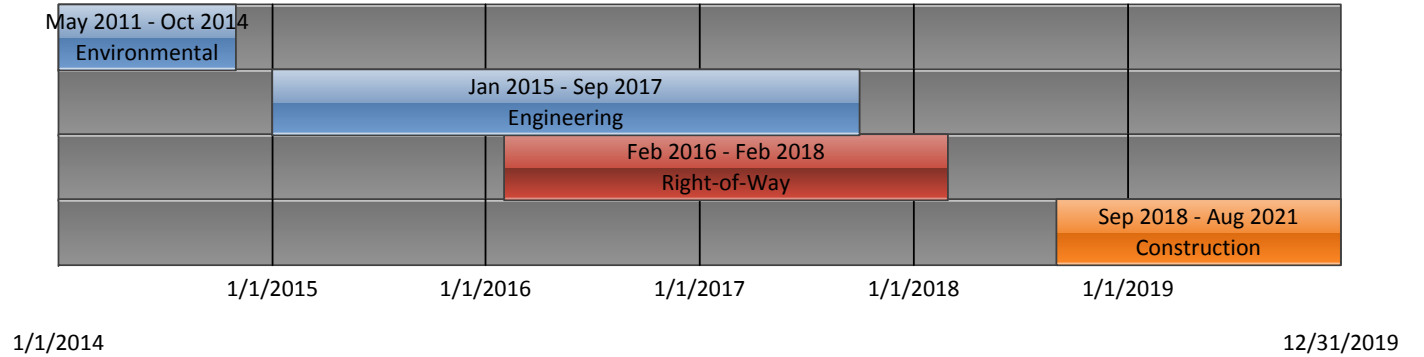 May 2011 - Oct 2014
Environmental
Jan 2015 - Sep 2017
Engineering
Feb 2016 - Feb 2018
Right-of-Way
Sep 2018 - Aug 2021
Construction
1/1/2015 1/1/2016 1/1/2017 1/1/2018 1/1/2019
1/1/2014 12/31/2019